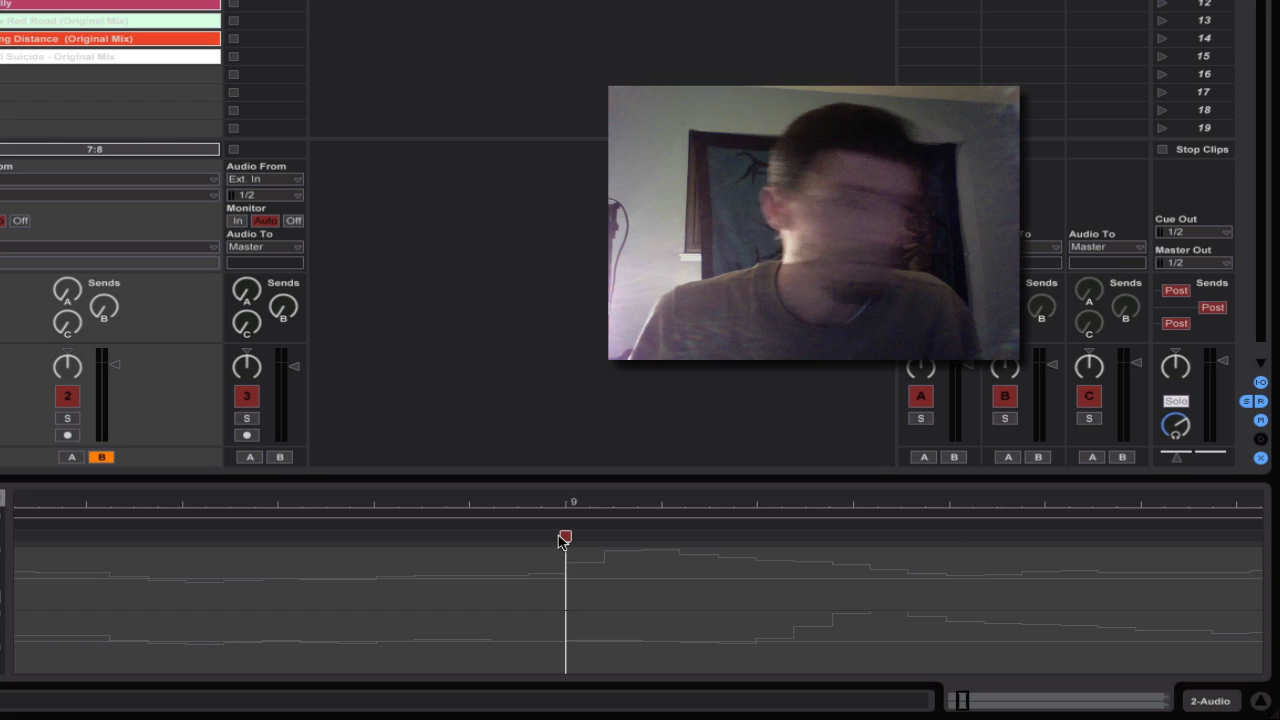 lly
12
e Red Road (Original Mix)
13
ng Distance (Original Mix)
14
l Suicide - Original Mix
15
16
17
18
19
7:8
Stop Clips
om
Audio From
Ext. In
1/2
Monitor
Off
In Auto Off
Cue Out
1/2
Audio To
Master
Audio To
Master
Master Out
1/2
A Sends B C
A Sends B C
Sends B
A Sends B C
Post Sends
Post
Post
2
3
A
B
C
Solo
S
S
S
S
S
A B
A B
A B
A B
A B
9
2-Audio